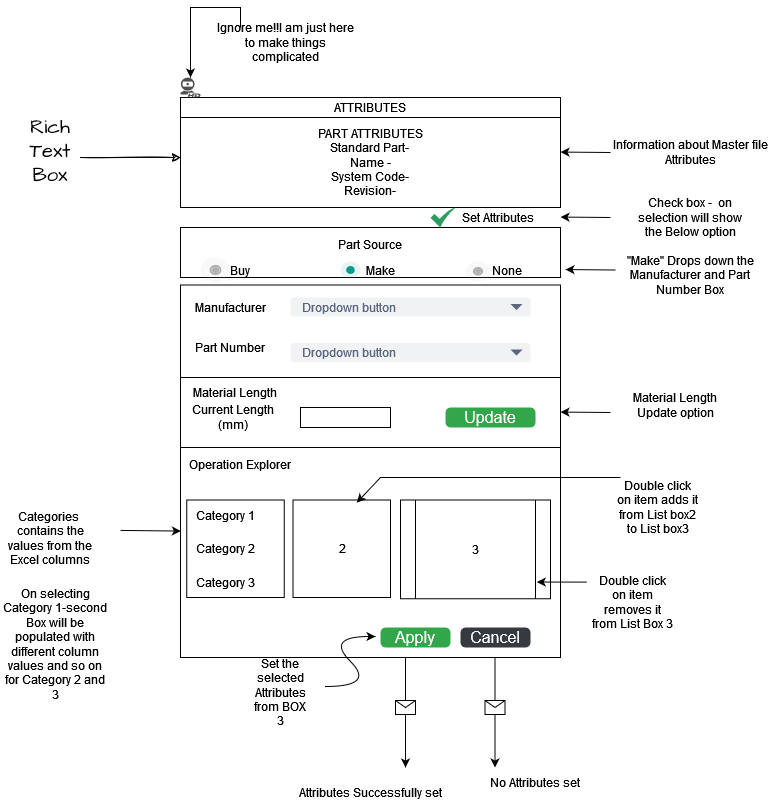 Ignore me!!I am just here
to make things
complicated
ATTRIBUTES
PART ATTRIBUTES
Standard Part-
Name -
System Code-
Revision-
Rich
Text
Box
Information about Master file
Attributes
Set Attributes
Check box -  on
selection will show
the Below option
Part Source
Buy
Make
None
"Make" Drops down the
Manufacturer and Part
Number Box
Manufacturer
Dropdown button
Part Number
Dropdown button
Material Length
Current Length
(mm)
Update
Material Length
Update option
Operation Explorer
Category 1
Category 2
Category 3
2
3
Double click
on item adds it
from List box2
to List box3
Categories
contains the
values from the
Excel columns
On selecting
Category 1-second
Box will be
populated with
different column
values and so on
for Category 2 and
3
Double click
on item
removes it
from List Box 3
Apply
Cancel
Set the
selected
Attributes
from BOX
3
Attributes Successfully set
No Attributes set